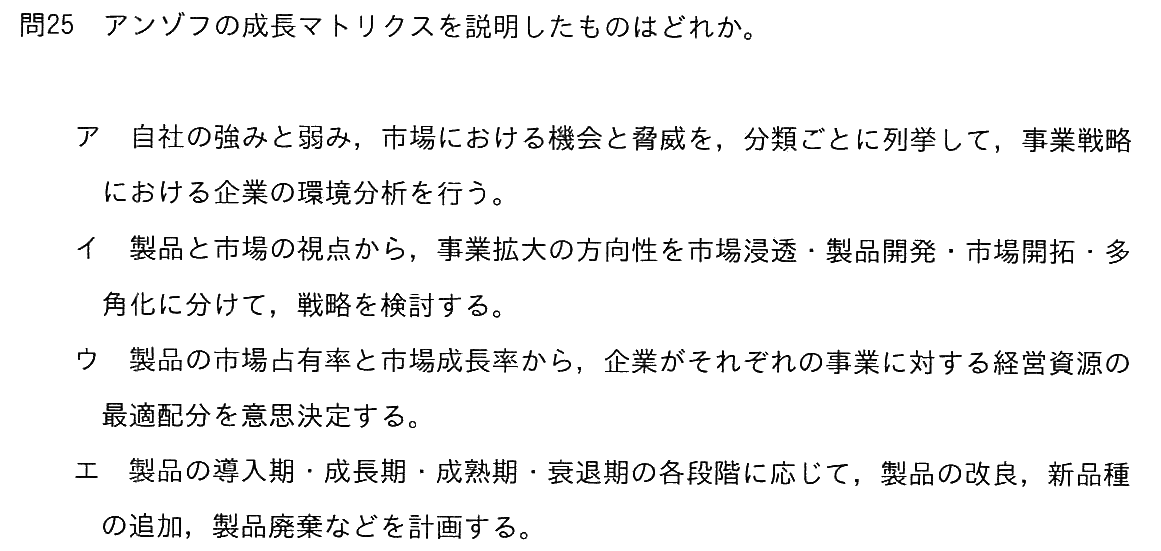 問25 アンゾフの成長マトリクスを説明したものはどれか。
ア 自社の強みと弱み，市場における機会と脅威を，分類ごとに列挙して，事業戦略
における企業の環境分析を行う。
イ 製品と市場の視点から，事業拡大の方向性を市場浸透・製品開発・市場開拓・多
角化に分けて，戦略を検討する。
ウ 製品の市場占有率と市場成長率から，企業がそれぞれの事業に対する経営資源の
最適配分を意思決定する。
エ 製品の導入期・成長期・成熟期・衰退期の各段階に応じて，製品の改良，新品種
の追加，製品廃棄などを計画する。